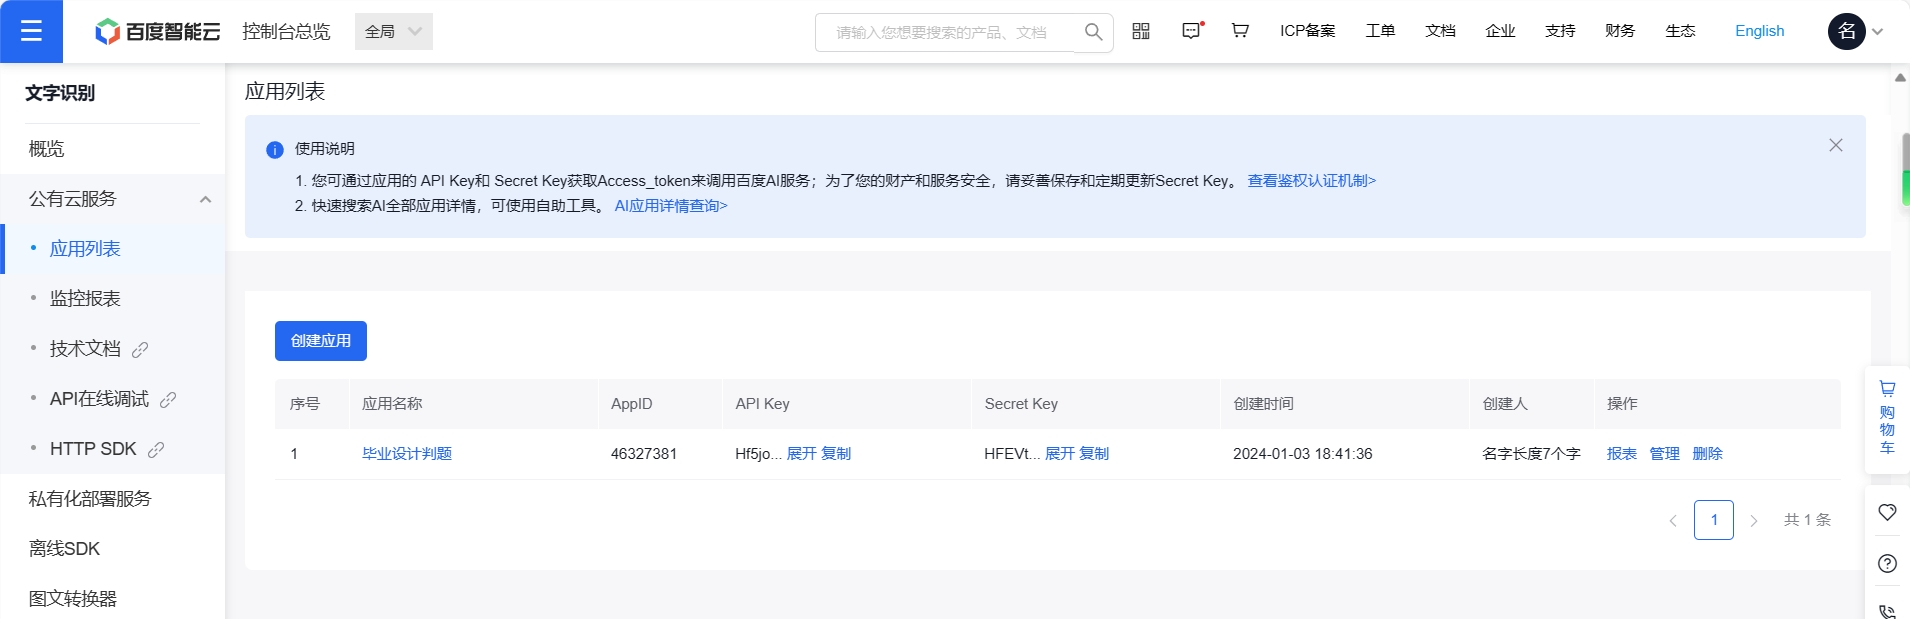 百度智能云 控制台总览 全局 请输入您想要搜索的产品、文档 ICP备案 工单 文档 企业 支持 财务 生态 English 名
文字识别
概览
公有云服务
应用列表
监控报表
技术文档
API在线调试
HTTP SDK
私有化部署服务
离线SDK
图文转换器
应用列表
使用说明
1. 您可通过应用的 API Key和 Secret Key获取Access_token来调用百度AI服务；为了您的财产和服务安全，请妥善保存和定期更新Secret Key。 查看鉴权认证机制>
2. 快速搜索AI全部应用详情，可使用自助工具。 AI应用详情查询>
创建应用
序号 应用名称 AppID API Key Secret Key 创建时间 创建人 操作
1 毕业设计判题 46327381 Hf5jo... 展开 复制 HFEVt... 展开 复制 2024-01-03 18:41:36 名字长度7个字 报表 管理 删除
1 共 1 条
购物车